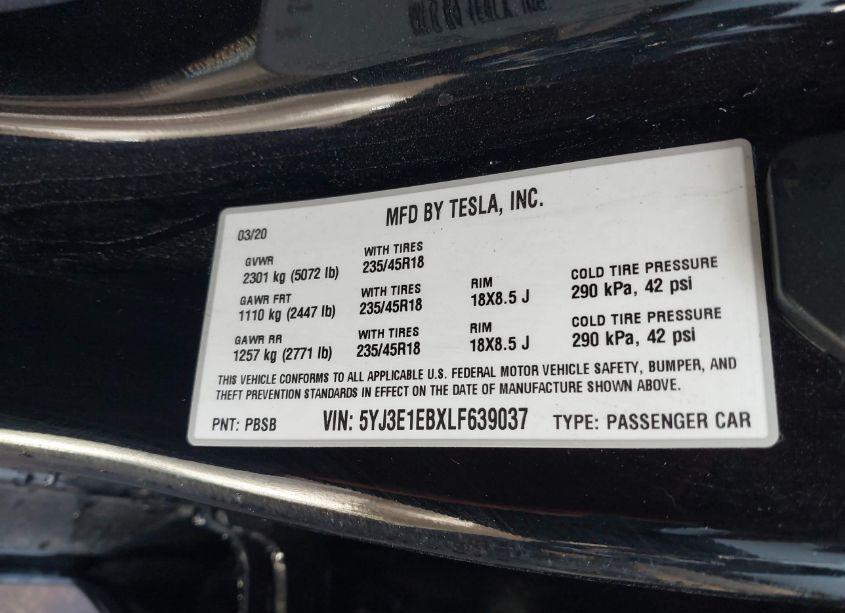 MFD BY TESLA, INC.
03/20
GVWR
2301 kg (5072 lb)
WITH TIRES
235/45R18
GAWR FRT
1110 kg (2447 lb)
WITH TIRES
235/45R18
RIM
18X8.5 J
COLD TIRE PRESSURE
290 kPa, 42 psi
GAWR RR
1257 kg (2771 lb)
WITH TIRES
235/45R18
RIM
18X8.5 J
COLD TIRE PRESSURE
290 kPa, 42 psi
THIS VEHICLE CONFORMS TO ALL APPLICABLE U.S. FEDERAL MOTOR VEHICLE SAFETY, BUMPER, AND
THEFT PREVENTION STANDARDS IN EFFECT ON THE DATE OF MANUFACTURE SHOWN ABOVE.
PNT: PBSB VIN: 5YJ3E1EBXLF639037 TYPE: PASSENGER CAR